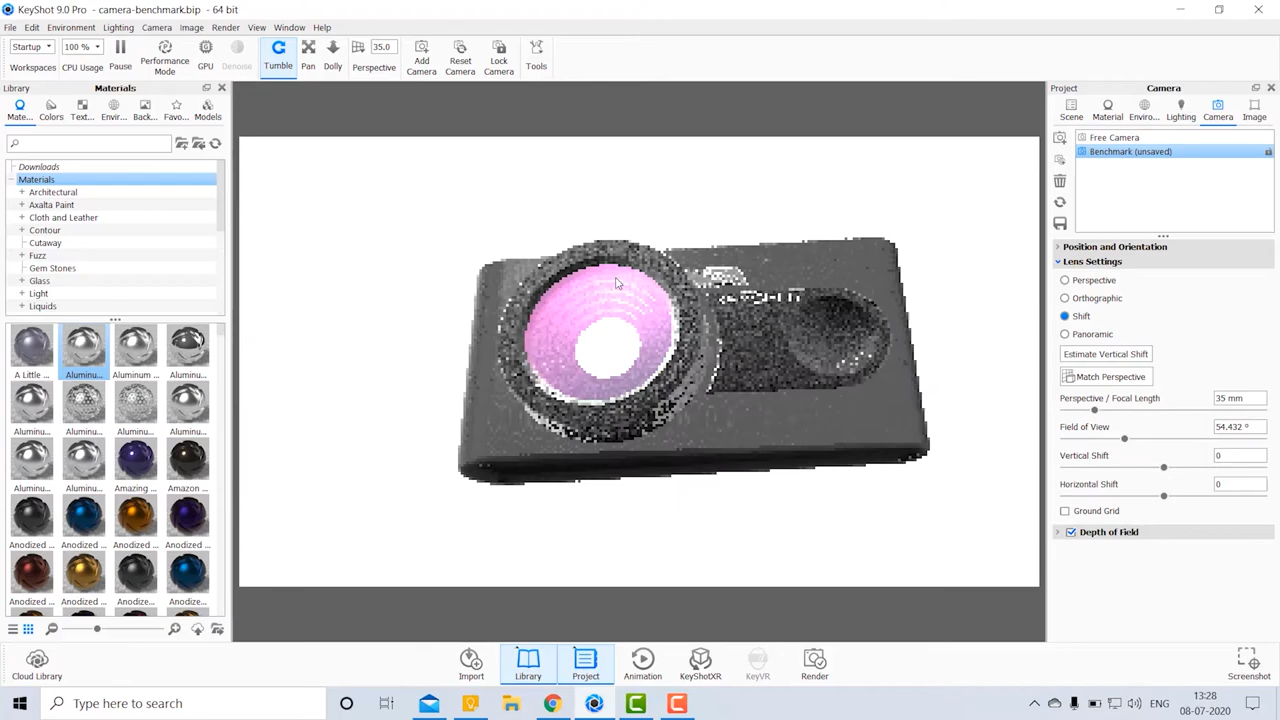 KeyShot 9.0 Pro - camera-benchmark.bip - 64 bit
File Edit Environment Lighting Camera Image Render View Window Help
Startup 100 % 35.0
Workspaces CPU Usage Pause Performance Mode GPU Denoise Tumble Pan Dolly Perspective Add Camera Reset Camera Lock Camera Tools
Library Materials
Mate... Colors Text... Envir... Back... Favo... Models
Downloads
Materials
Architectural
Axalta Paint
Cloth and Leather
Contour
Cutaway
Fuzz
Gem Stones
Glass
Light
Liquids
A Little ... Alumin... Aluminum ... Aluminu...
Aluminu... Aluminu... Aluminu... Aluminu...
Aluminu... Aluminu... Amazing ... Amazon ...
Anodized ... Anodized ... Anodized ... Anodized ...
Anodized ... Anodized ... Anodize... Anodize...
Project Camera
Scene Material Enviro... Lighting Camera Image
Free Camera
Benchmark (unsaved)
Position and Orientation
Lens Settings
Perspective
Orthographic
Shift
Panoramic
Estimate Vertical Shift
Match Perspective
Perspective / Focal Length 35 mm
Field of View 54.432 °
Vertical Shift 0
Horizontal Shift 0
Ground Grid
Depth of Field
Cloud Library Import Library Project Animation KeyShotXR KeyVR Render Screenshot
Type here to search
ENG
13:28
08-07-2020